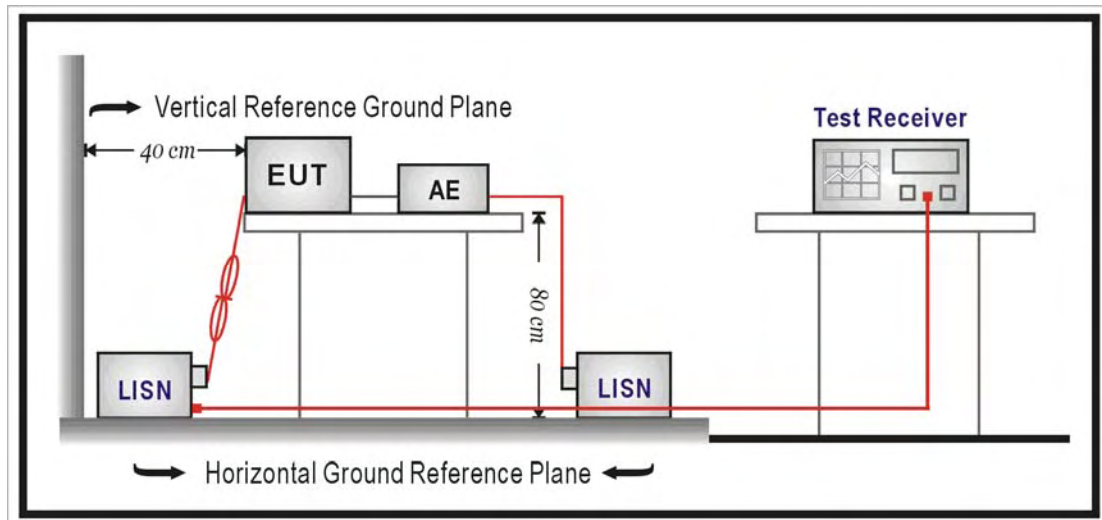 Vertical Reference Ground Plane
Test Receiver
40 cm
EUT
AE
80 cm
LISN
LISN
Horizontal Ground Reference Plane